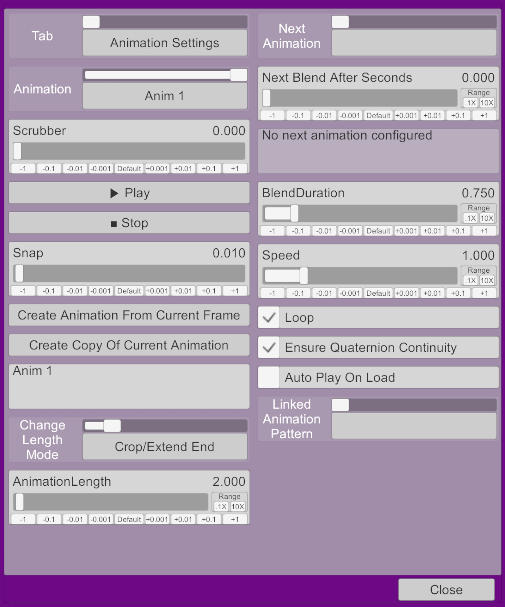 Tab
Animation Settings
Animation
Anim 1
Scrubber 0.000
-1 -0.1 -0.01 -0.001 Default +0.001 +0.01 +0.1 +1
▶ Play
■ Stop
Snap 0.010
-1 -0.1 -0.01 -0.001 Default +0.001 +0.01 +0.1 +1
Create Animation From Current Frame
Create Copy Of Current Animation
Anim 1
Change
Length
Mode
Crop/Extend End
AnimationLength 2.000
Range
.1X 10X
-1 -0.1 -0.01 -0.001 Default +0.001 +0.01 +0.1 +1
Next
Animation
Next Blend After Seconds 0.000
Range
.1X 10X
-1 -0.1 -0.01 -0.001 Default +0.001 +0.01 +0.1 +1
No next animation configured
BlendDuration 0.750
Range
.1X 10X
-1 -0.1 -0.01 -0.001 Default +0.001 +0.01 +0.1 +1
Speed 1.000
Range
.1X 10X
-1 -0.1 -0.01 -0.001 Default +0.001 +0.01 +0.1 +1
Loop
Ensure Quaternion Continuity
Auto Play On Load
Linked
Animation
Pattern
Close